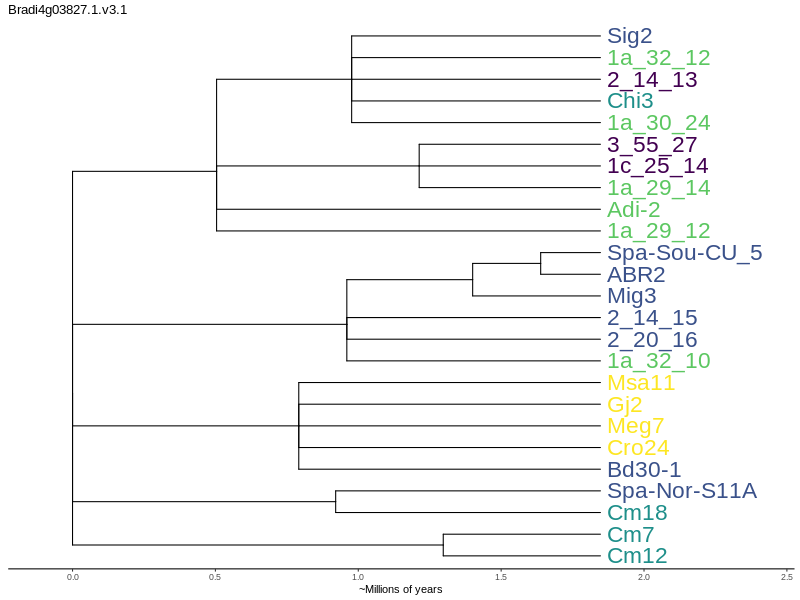 Bradi4g03827.1.v3.1
Sig2
1a_32_12
2_14_13
Chi3
1a_30_24
3_55_27
1c_25_14
1a_29_14
Adi-2
1a_29_12
Spa-Sou-CU_5
ABR2
Mig3
2_14_15
2_20_16
1a_32_10
Msa11
Gj2
Meg7
Cro24
Bd30-1
Spa-Nor-S11A
Cm18
Cm7
Cm12
0.0 0.5 1.0 1.5 2.0 2.5
~Millions of years